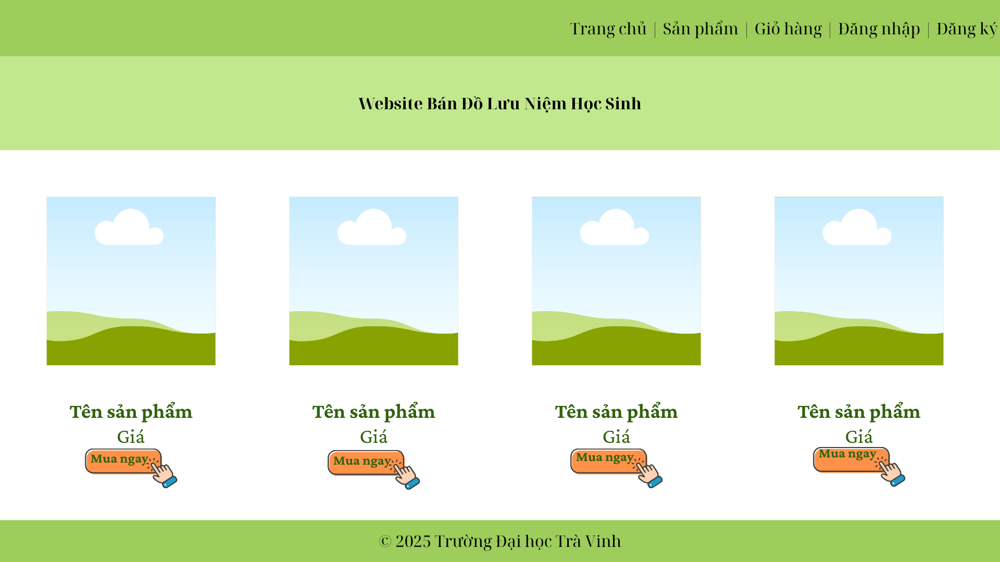 Trang chủ | Sản phẩm | Giỏ hàng | Đăng nhập | Đăng ký
Website Bán Đồ Lưu Niệm Học Sinh
Tên sản phẩm
Giá
Mua ngay
Tên sản phẩm
Giá
Mua ngay
Tên sản phẩm
Giá
Mua ngay
Tên sản phẩm
Giá
Mua ngay
© 2025 Trường Đại học Trà Vinh